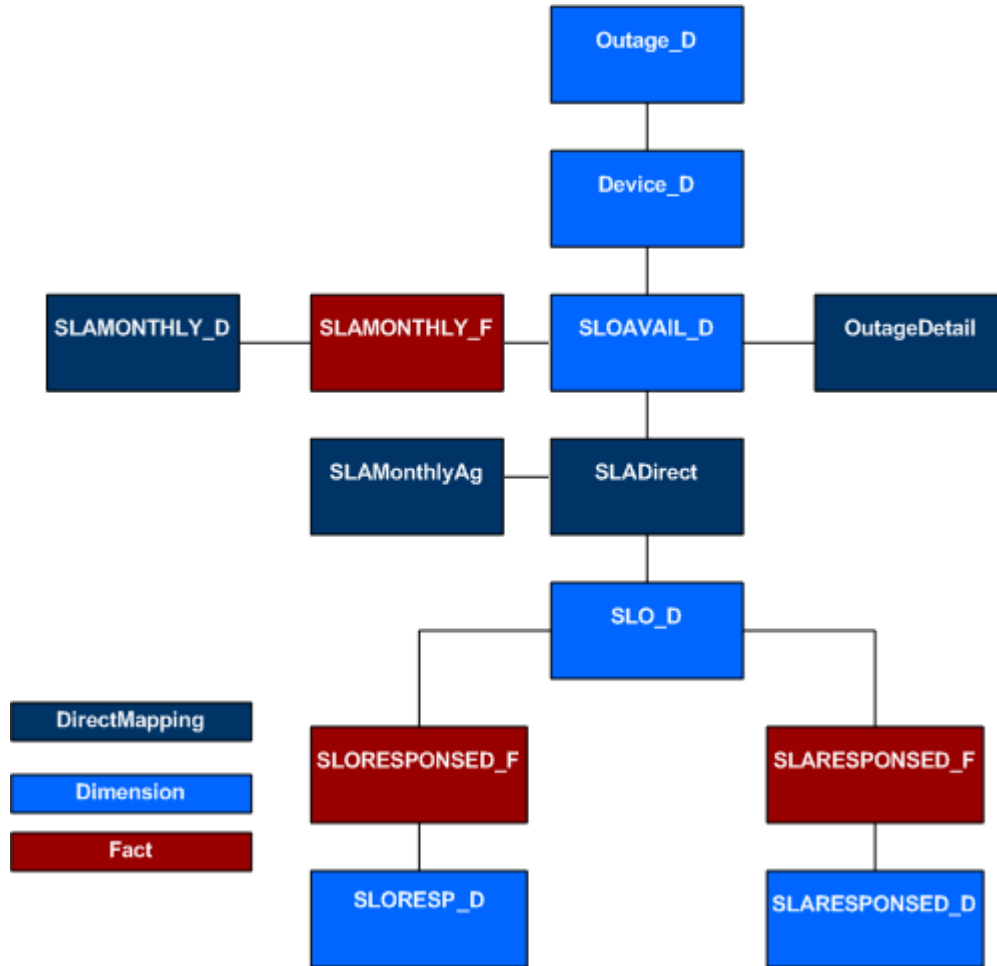 Outage_D
Device_D
SLAMONTHLY_D
SLAMONTHLY_F
SLOAVAIL_D
OutageDetail
SLAMonthlyAg
SLADirect
SLO_D
DirectMapping
Dimension
Fact
SLORESPONSED_F
SLARESPONSED_F
SLORESP_D
SLARESPONSED_D